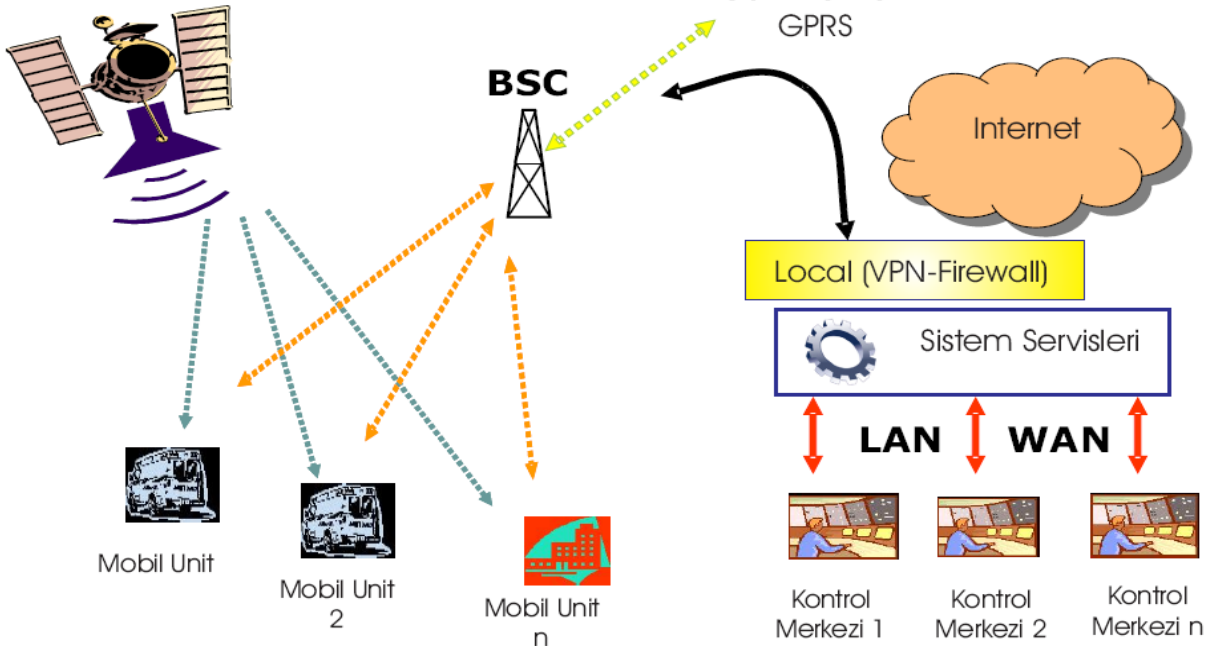 GPRS
BSC
Internet
Local (VPN-Firewall)
Sistem Servisleri
LAN WAN
Mobil Unit
Mobil Unit
2
Mobil Unit
n
Kontrol
Merkezi 1
Kontrol
Merkezi 2
Kontrol
Merkezi n